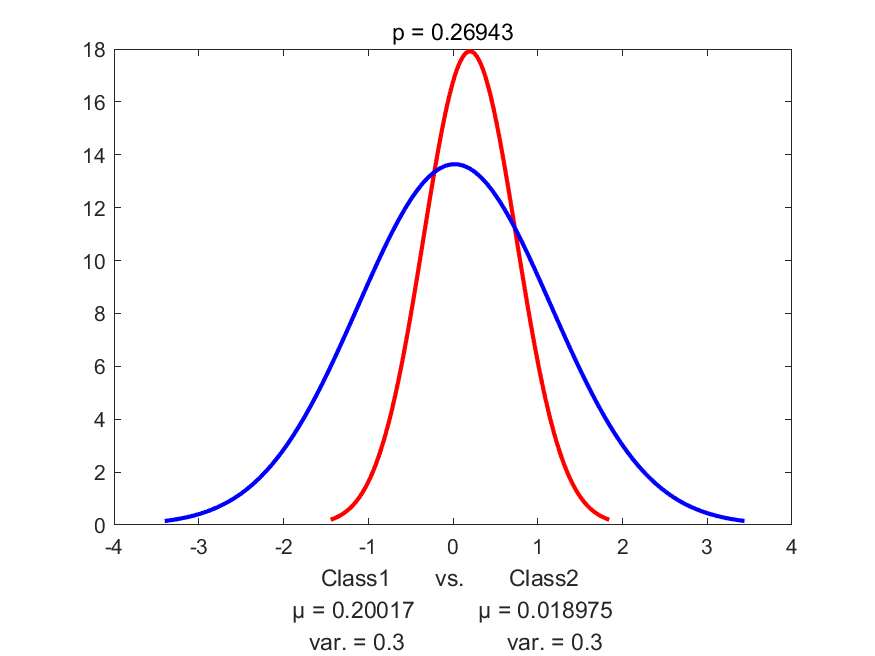 p = 0.26943
18
16
14
12
10
8
6
4
2
0
-4 -3 -2 -1 0 1 2 3 4
Class1 vs. Class2
μ = 0.20017 μ = 0.018975
var. = 0.3 var. = 0.3